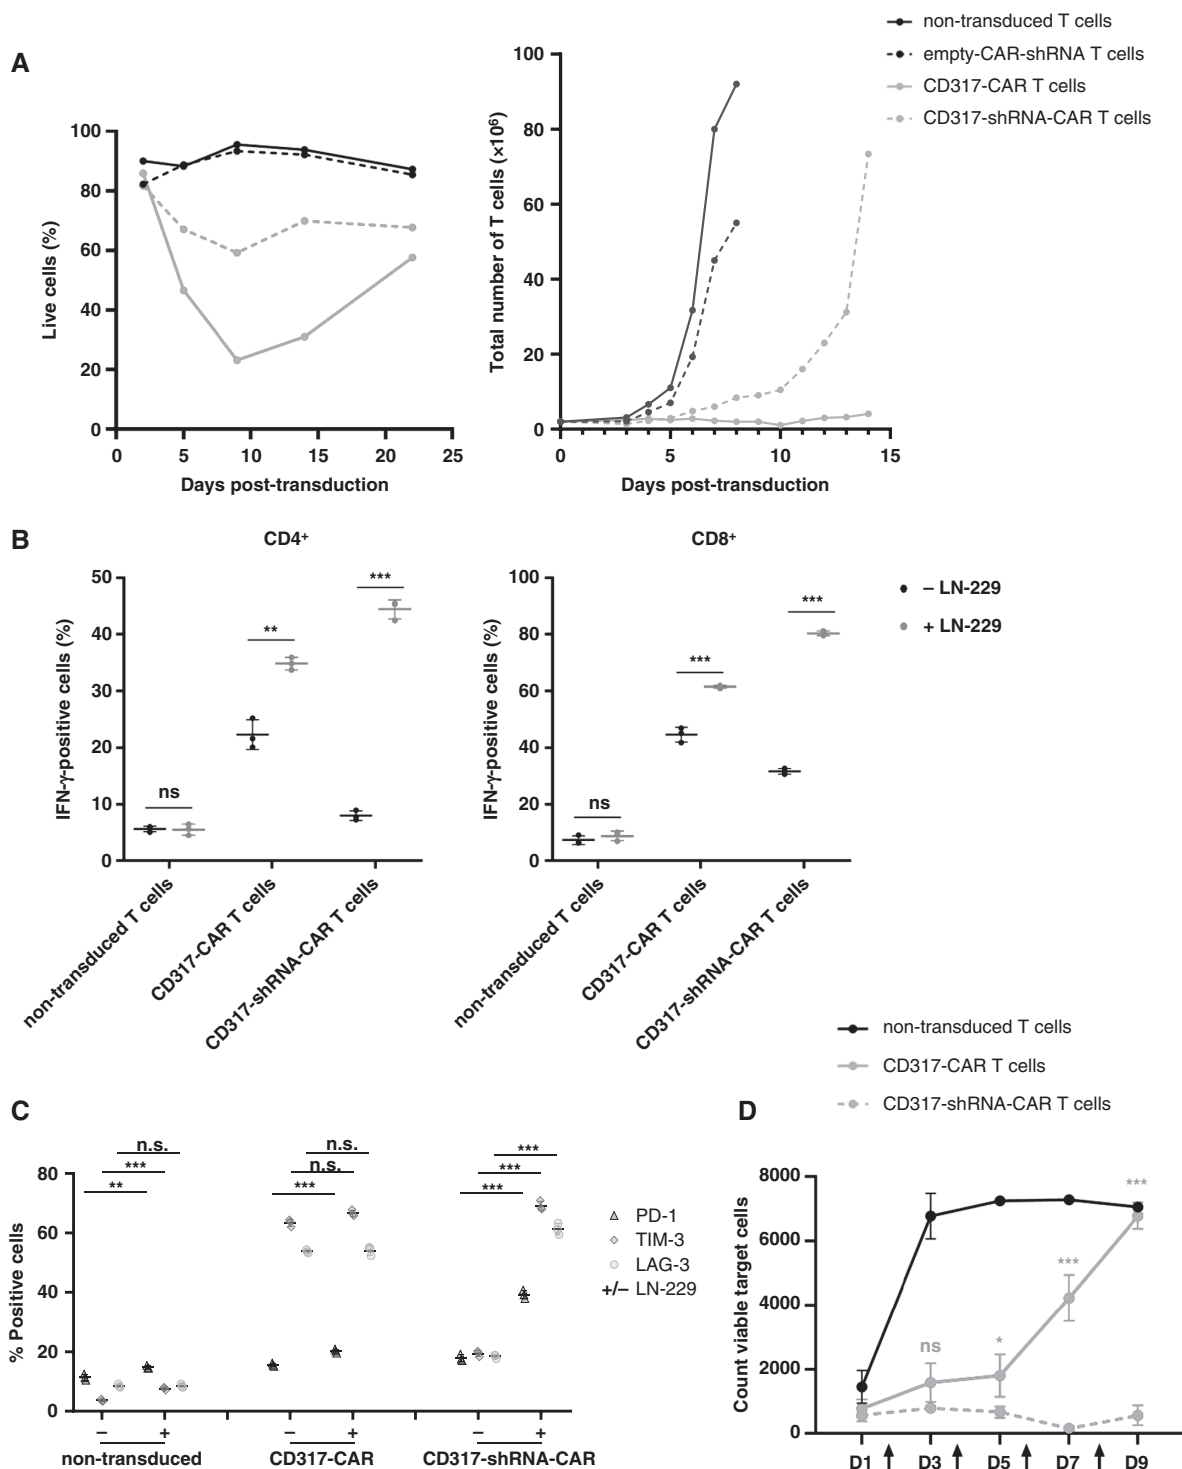 A
non-transduced T cells
empty-CAR-shRNA T cells
CD317-CAR T cells
CD317-shRNA-CAR T cells
Live cells (%)
100
80
60
40
20
0
0 5 10 15 20 25
Days post-transduction
Total number of T cells (×10⁶)
100
80
60
40
20
0
0 5 10 15
Days post-transduction
B
CD4⁺
IFN-γ-positive cells (%)
50
40
30
20
10
0
ns
**
***
non-transduced T cells
CD317-CAR T cells
CD317-shRNA-CAR T cells
CD8⁺
IFN-γ-positive cells (%)
100
80
60
40
20
0
ns
***
***
non-transduced T cells
CD317-CAR T cells
CD317-shRNA-CAR T cells
– LN-229
+ LN-229
C
% Positive cells
80
60
40
20
0
n.s.
***
**
n.s.
n.s.
***
***
***
***
– + – + – +
non-transduced CD317-CAR CD317-shRNA-CAR
PD-1
TIM-3
LAG-3
+/– LN-229
D
non-transduced T cells
CD317-CAR T cells
CD317-shRNA-CAR T cells
Count viable target cells
8000
6000
4000
2000
0
ns
*
***
***
D1 D3 D5 D7 D9